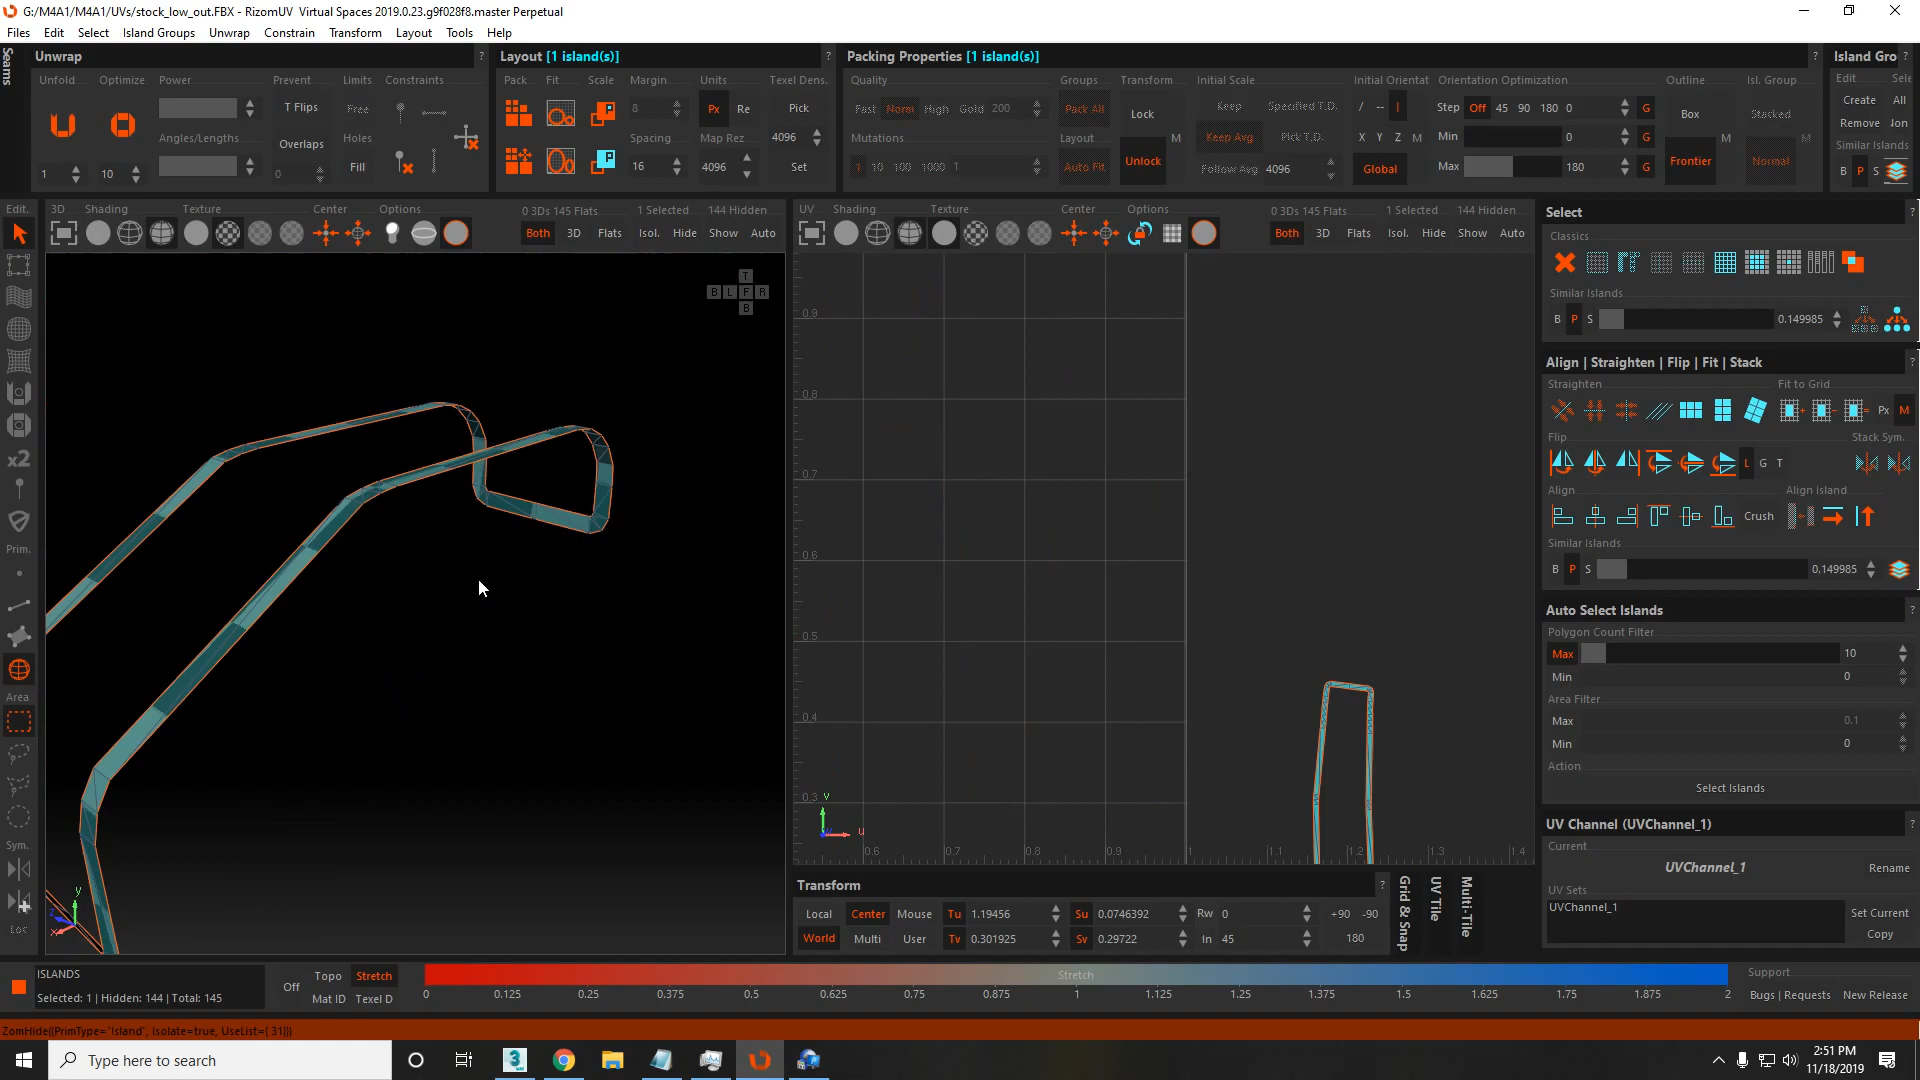 G:/M4A1/M4A1/UVs/stock_low_out.FBX - RizomUV  Virtual Spaces 2019.0.23.g9f028f8.master Perpetual
Files Edit Select Island Groups Unwrap Constrain Transform Layout Tools Help
Seams
Unwrap ? Layout [1 island(s)] ? Packing Properties [1 island(s)] ? Island Gro ?
Unfold Optimize Power Prevent Limits Constraints Pack Fit Scale Margin Units Texel Dens. Quality Groups Transform Initial Scale Initial Orientat Orientation Optimization Outline Isl. Group Edit Sele
T Flips Free 8 Px Re Pick Fast Norm High Gold 200 Pack All Lock Keep Specified T.D. / -- | Step Off 45 90 180 0 G Box Stacked Create All
Angles/Lengths Holes Spacing Map Rez 4096 Mutations Layout M Keep Avg Pick T.D. X Y Z M Min 0 G M M Remove Ion
Overlaps Similar Islands
1 10 0 Fill 16 4096 Set 1 10 100 1000 1 Auto Fit Unlock Follow Avg 4096 Global Max 180 G Frontier Normal B P S
Edit. 3D Shading Texture Center Options 0 3Ds 145 Flats 1 Selected 144 Hidden UV Shading Texture Center Options 0 3Ds 145 Flats 1 Selected 144 Hidden Select ?
Both 3D Flats Isol. Hide Show Auto Both 3D Flats Isol. Hide Show Auto Classics
T
B L F R
B
Similar Islands
B P S 0.149985
Align | Straighten | Flip | Fit | Stack ?
Straighten Fit to Grid
Px M
Flip Stack Sym.
L G T
Align Align Island
Crush
Similar Islands
B P S 0.149985
Auto Select Islands ?
Polygon Count Filter
Max 10
Min 0
Area Filter
Max 0.1
Min 0
Action
Select Islands
UV Channel (UVChannel_1) ?
Current
UVChannel_1 Rename
UV Sets
UVChannel_1
Set Current
Copy
x2
Prim.
Area
Sym.
Loc
y
z
x
0.9
0.8
0.7
0.6
0.5
0.4
0.3
v
u
0.6 0.7 0.8 0.9 1 1.1 1.2 1.3 1.4
Transform ? Grid & Snap UV Tile Multi-Tile
Local Center Mouse Tu 1.19456 Su 0.0746392 Rw 0 +90 -90
World Multi User Tv 0.301925 Sv 0.29722 In 45 180
ISLANDS
Selected: 1 | Hidden: 144 | Total: 145
Off Topo Stretch
Mat ID Texel D
Stretch
0 0.125 0.25 0.375 0.5 0.625 0.75 0.875 1 1.125 1.25 1.375 1.5 1.625 1.75 1.875 2
Support
Bugs | Requests New Release
ZomHide({PrimType="Island", Isolate=true, UseList={ 31}})
Type here to search
3
2:51 PM
11/18/2019